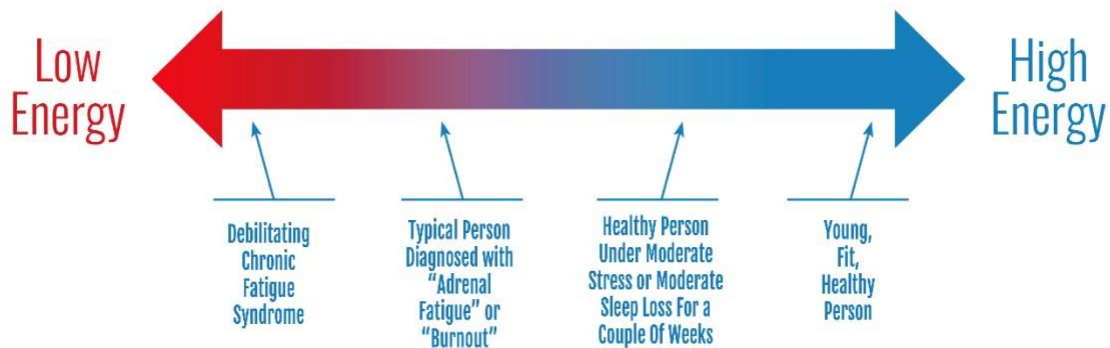 Low
Energy
High
Energy
Debilitating
Chronic
Fatigue
Syndrome
Typical Person
Diagnosed with
“Adrenal
Fatigue” or
“Burnout”
Healthy Person
Under Moderate
Stress or Moderate
Sleep Loss For a
Couple Of Weeks
Young,
Fit,
Healthy
Person